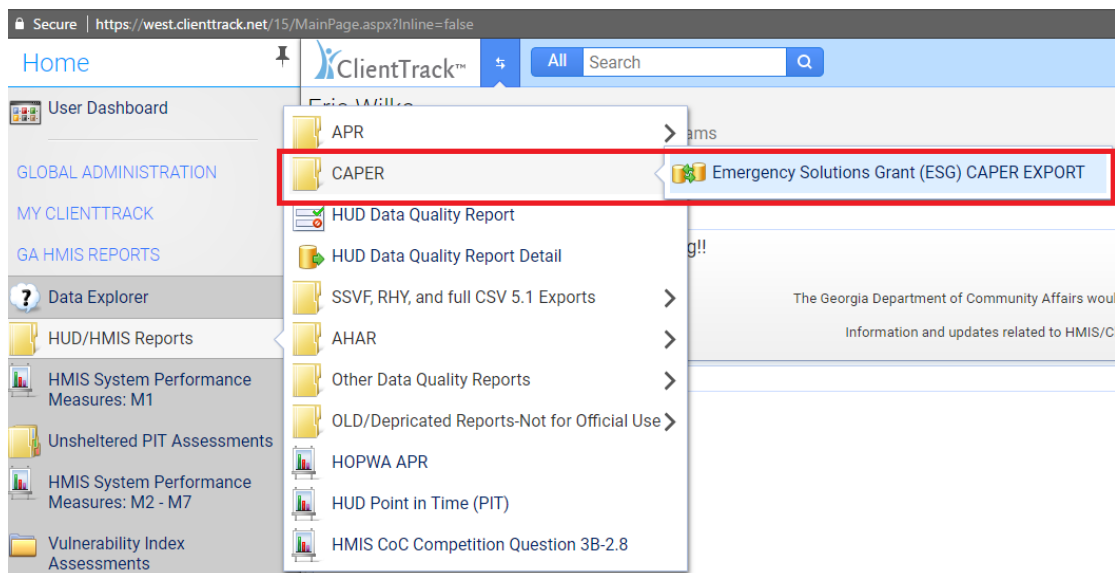 Secure | https://west.clienttrack.net/15/MainPage.aspx?Inline=false
Home
ClientTrack™
All
Search
User Dashboard
GLOBAL ADMINISTRATION
MY CLIENTTRACK
GA HMIS REPORTS
Data Explorer
HUD/HMIS Reports
HMIS System Performance
Measures: M1
Unsheltered PIT Assessments
HMIS System Performance
Measures: M2 - M7
Vulnerability Index
Assessments
APR
CAPER
Emergency Solutions Grant (ESG) CAPER EXPORT
HUD Data Quality Report
HUD Data Quality Report Detail
SSVF, RHY, and full CSV 5.1 Exports
AHAR
Other Data Quality Reports
OLD/Depricated Reports-Not for Official Use
HOPWA APR
HUD Point in Time (PIT)
HMIS CoC Competition Question 3B-2.8
ams
g!!
The Georgia Department of Community Affairs woul
Information and updates related to HMIS/C